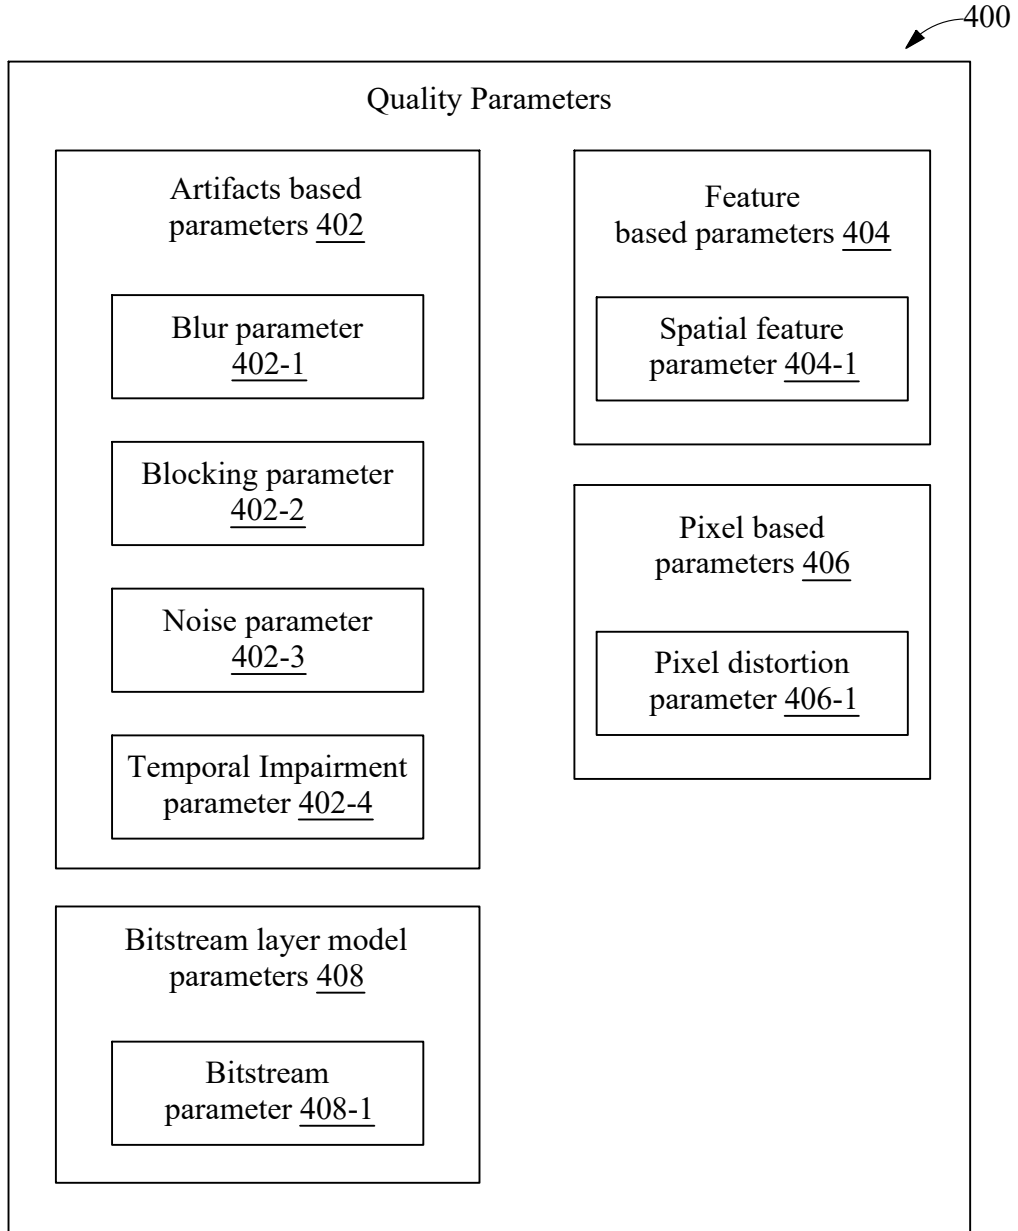 400
Quality Parameters
Artifacts based
parameters 402
Blur parameter
402-1
Blocking parameter
402-2
Noise parameter
402-3
Temporal Impairment
parameter 402-4
Feature
based parameters 404
Spatial feature
parameter 404-1
Pixel based
parameters 406
Pixel distortion
parameter 406-1
Bitstream layer model
parameters 408
Bitstream
parameter 408-1